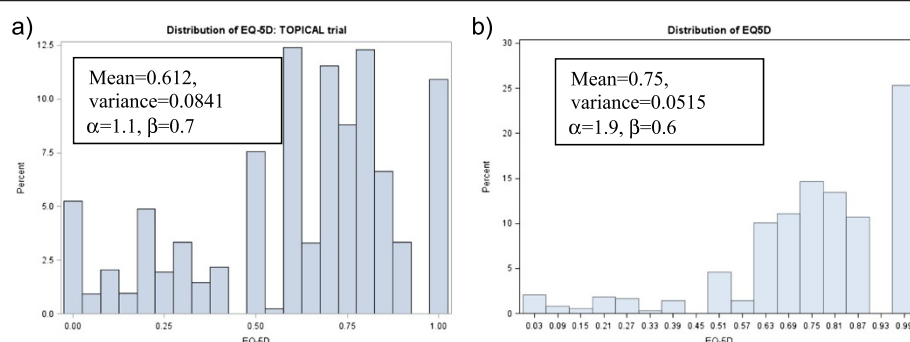 a)
Distribution of EQ-5D: TOPICAL trial
Mean=0.612,
variance=0.0841
α=1.1, β=0.7
Percent
12.5
10.0
7.5
5.0
2.5
0.0
0.00 0.25 0.50 0.75 1.00
EQ-5D
b)
Distribution of EQ5D
Mean=0.75,
variance=0.0515
α=1.9, β=0.6
Percent
30
25
20
15
10
5
0
0.03 0.09 0.15 0.21 0.27 0.33 0.39 0.45 0.51 0.57 0.63 0.69 0.75 0.81 0.87 0.93 0.99
EQ-5D